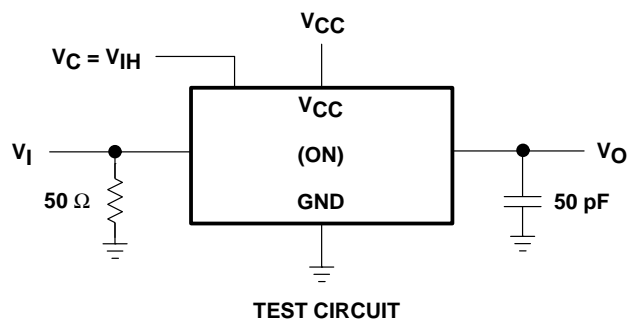 VCC
VC = VIH
VCC
VI
(ON)
VO
50 Ω
GND
50 pF
TEST CIRCUIT